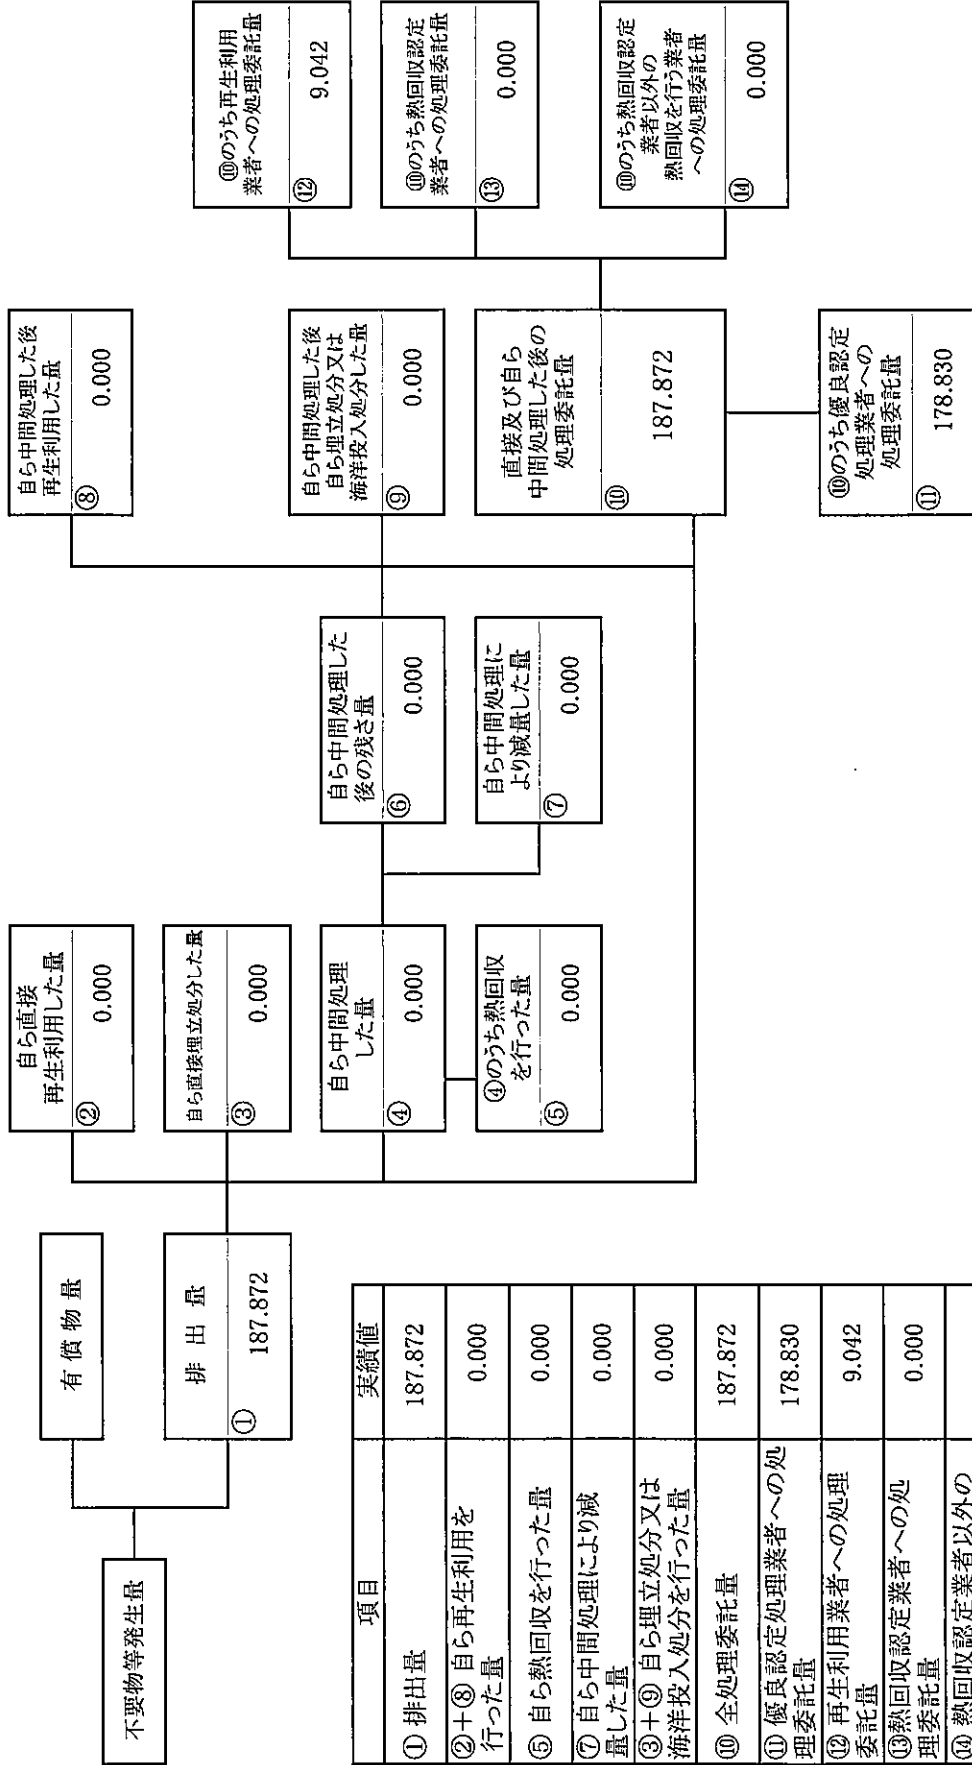 不要物等発生量
有償物量
排出量
①
187.872
自ら直接
再生利用した量
②
0.000
自ら直接埋立処分した量
③
0.000
自ら中間処理
した量
④
0.000
④のうち熱回収
を行った量
⑤
0.000
自ら中間処理した
後の残さ量
⑥
0.000
自ら中間処理に
より減量した量
⑦
0.000
自ら中間処理した後
再生利用した量
⑧
0.000
自ら中間処理した後
自ら埋立処分又は
海洋投入処分した量
⑨
0.000
直接及び自ら
中間処理した後の
処理委託量
⑩
187.872
⑩のうち優良認定
処理業者への
処理委託量
⑪
178.830
⑩のうち再生利用
業者への処理委託量
⑫
9.042
⑩のうち熱回収認定
業者への処理委託量
⑬
0.000
⑩のうち熱回収認定
業者以外の
熱回収を行う業者
への処理委託量
⑭
0.000
項目 実績値
①排出量 187.872
②+⑧ 自ら再生利用を
行った量 0.000
⑤ 自ら熱回収を行った量 0.000
⑦ 自ら中間処理により減
量した量 0.000
③+⑨ 自ら埋立処分又は
海洋投入処分を行った量 0.000
⑩ 全処理委託量 187.872
⑪ 優良認定処理業者への処
理委託量 178.830
⑫ 再生利用業者への処理
委託量 9.042
⑬熱回収認定業者への処
理委託量 0.000
⑭ 熱回収認定業者以外の